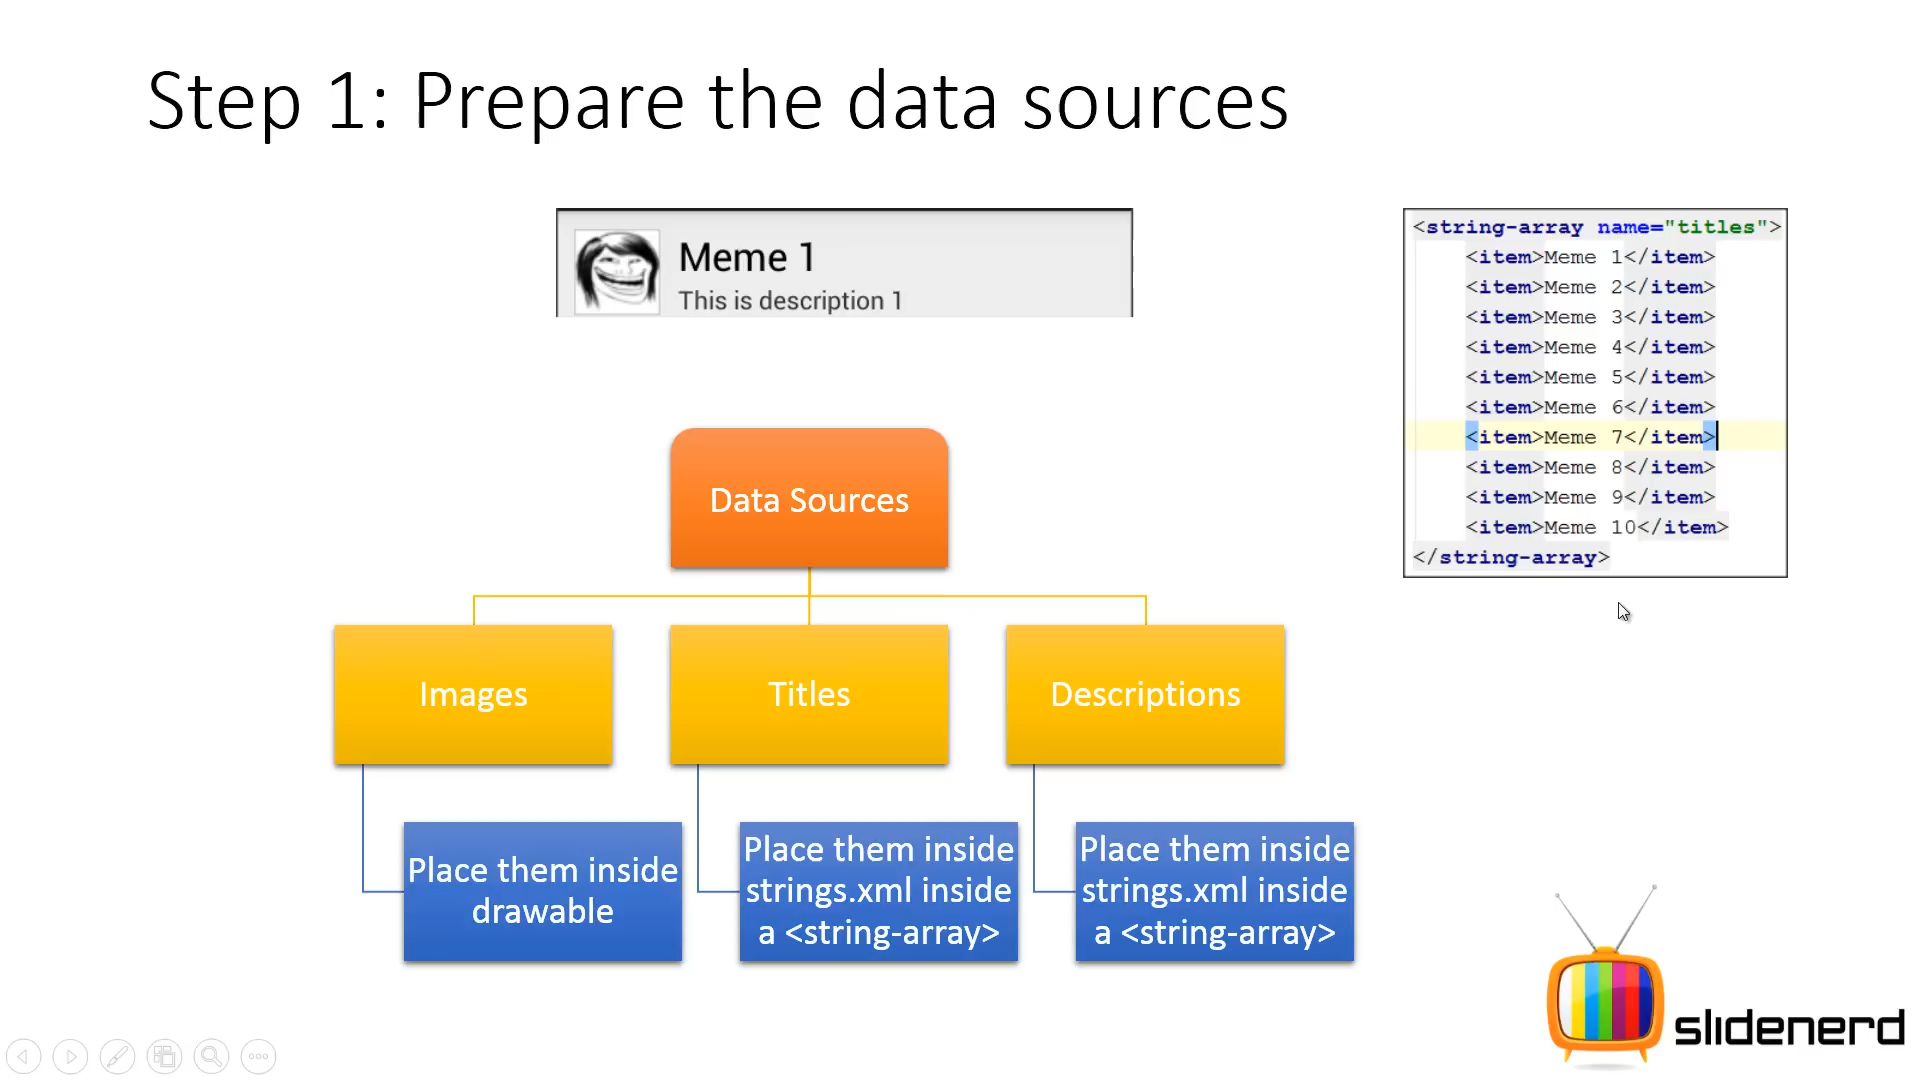 Step 1: Prepare the data sources
Meme 1
This is description 1
<string-array name="titles">
<item>Meme 1</item>
<item>Meme 2</item>
<item>Meme 3</item>
<item>Meme 4</item>
<item>Meme 5</item>
<item>Meme 6</item>
<item>Meme 7</item>
<item>Meme 8</item>
<item>Meme 9</item>
<item>Meme 10</item>
</string-array>
Data Sources
Images
Titles
Descriptions
Place them inside
drawable
Place them inside
strings.xml inside
a <string-array>
Place them inside
strings.xml inside
a <string-array>
slidenerd